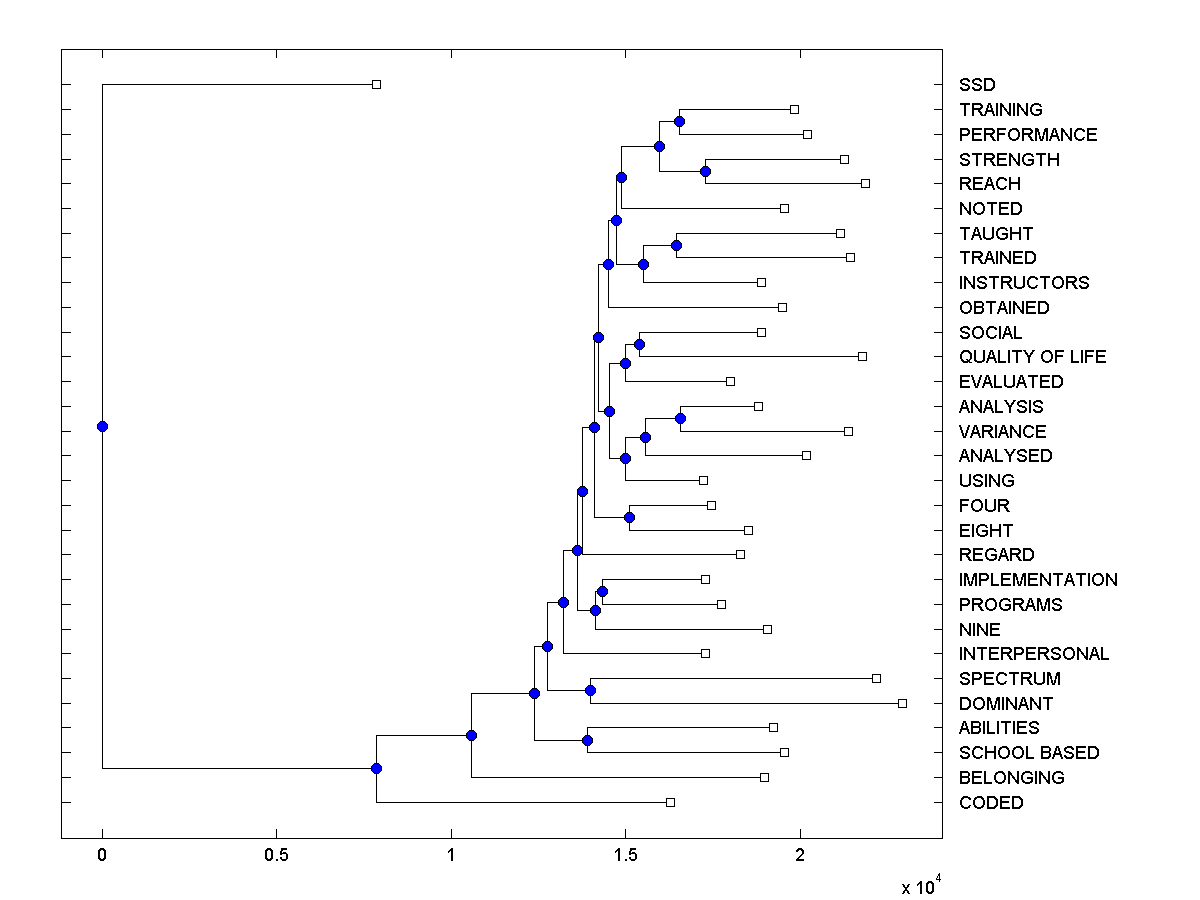 SSD
TRAINING
PERFORMANCE
STRENGTH
REACH
NOTED
TAUGHT
TRAINED
INSTRUCTORS
OBTAINED
SOCIAL
QUALITY OF LIFE
EVALUATED
ANALYSIS
VARIANCE
ANALYSED
USING
FOUR
EIGHT
REGARD
IMPLEMENTATION
PROGRAMS
NINE
INTERPERSONAL
SPECTRUM
DOMINANT
ABILITIES
SCHOOL BASED
BELONGING
CODED
0 0.5 1 1.5 2
x 10^4